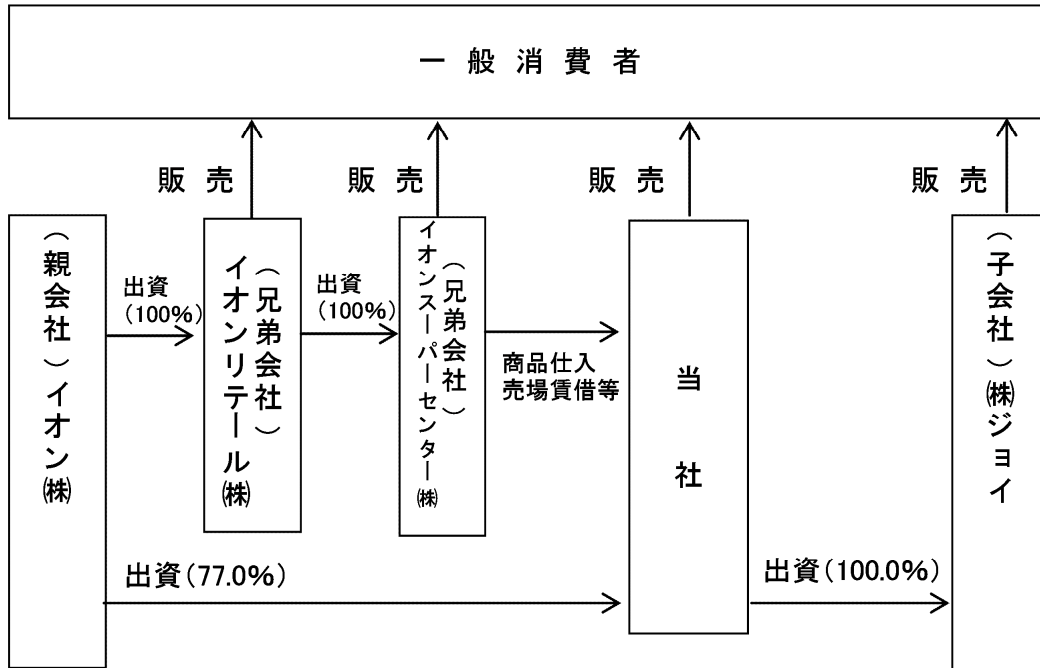 一般消費者
販売
販売
販売
販売
（親会社）イオン㈱
出資
（100%）
（兄弟会社）
イオンリテール㈱
出資
（100%）
（兄弟会社）
イオンスーパーセンター㈱
商品仕入
売場賃借等
当社
（子会社）㈱ジョイ
出資（77.0%）
出資（100.0%）